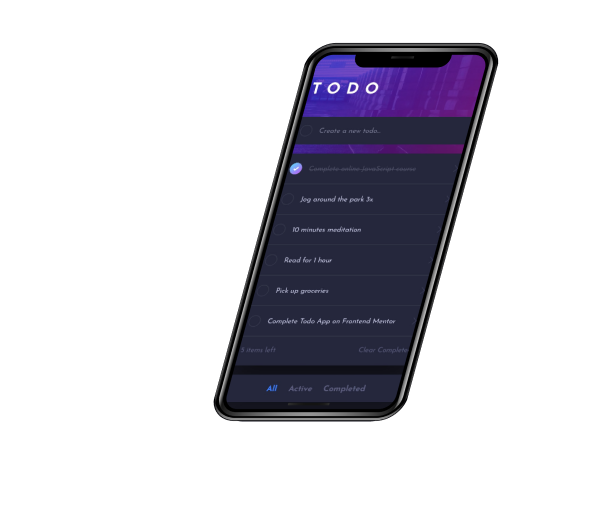 TODO
Create a new todo…
Complete online JavaScript course
Jog around the park 3x
10 minutes meditation
Read for 1 hour
Pick up groceries
Complete Todo App on Frontend Mentor
5 items left Clear Complete
All Active Completed